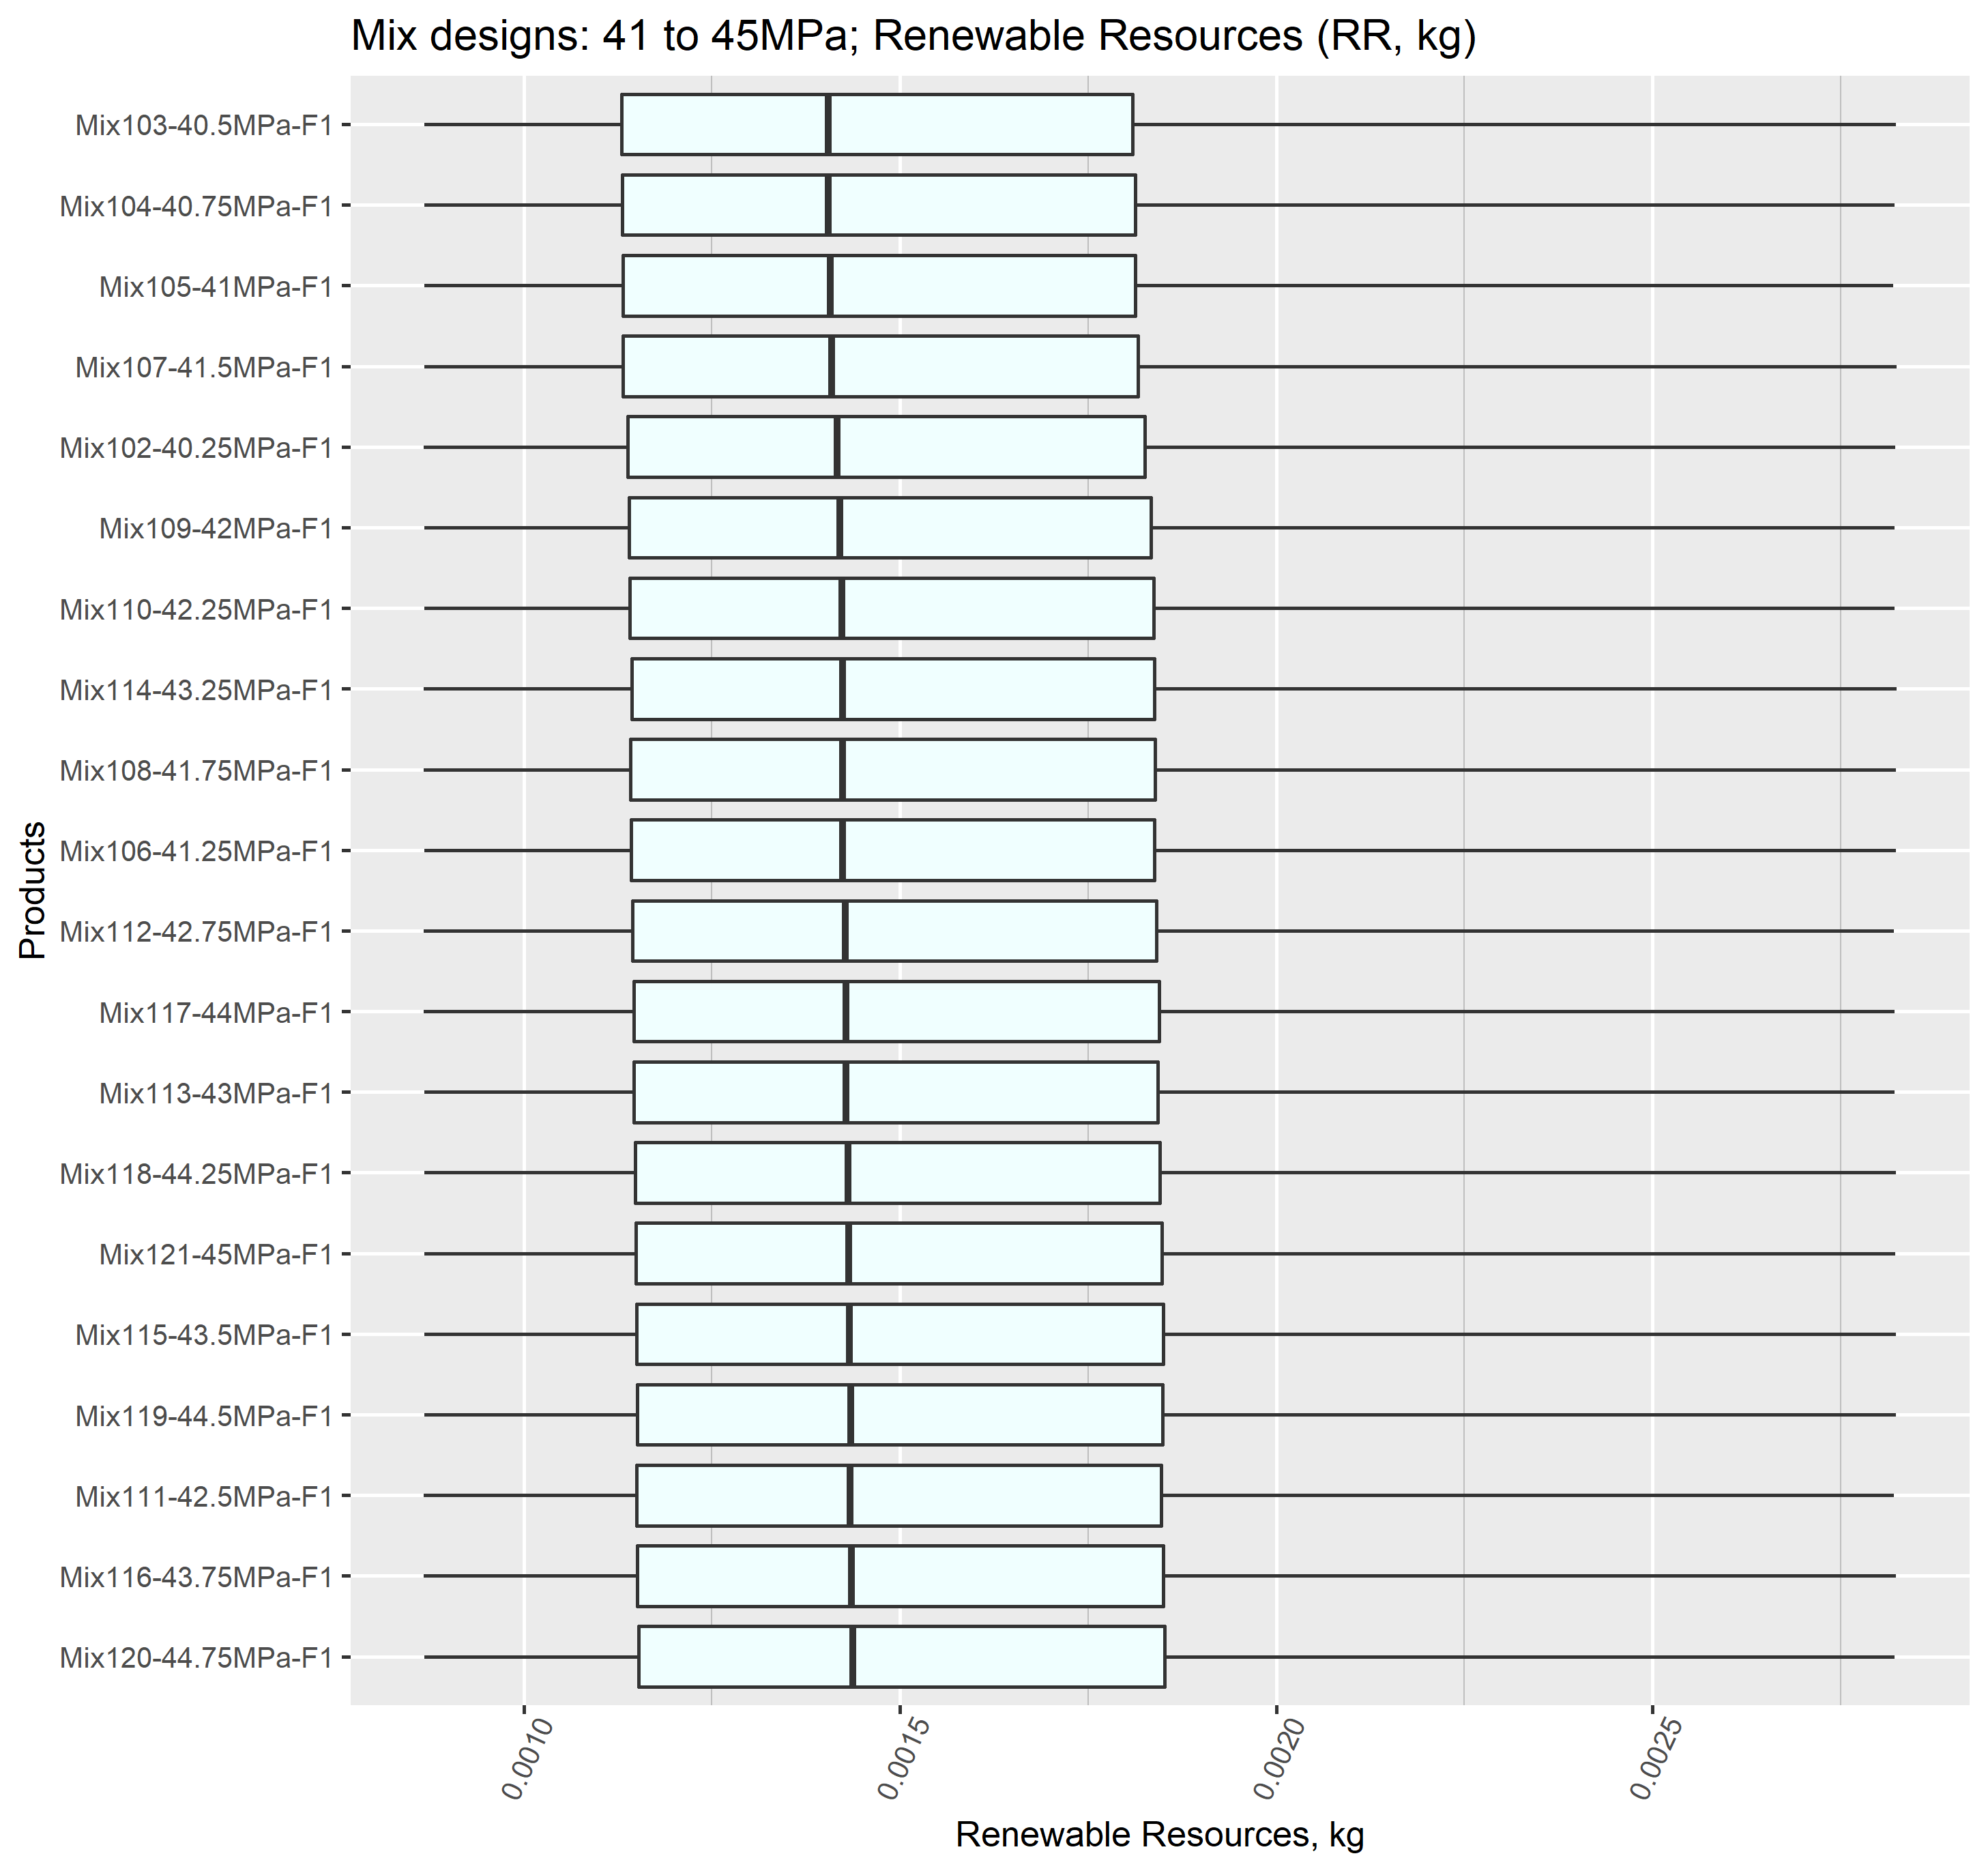 Mix designs: 41 to 45MPa; Renewable Resources (RR, kg)
Mix103-40.5MPa-F1
Mix104-40.75MPa-F1
Mix105-41MPa-F1
Mix107-41.5MPa-F1
Mix102-40.25MPa-F1
Mix109-42MPa-F1
Mix110-42.25MPa-F1
Mix114-43.25MPa-F1
Mix108-41.75MPa-F1
Mix106-41.25MPa-F1
Mix112-42.75MPa-F1
Mix117-44MPa-F1
Mix113-43MPa-F1
Mix118-44.25MPa-F1
Mix121-45MPa-F1
Mix115-43.5MPa-F1
Mix119-44.5MPa-F1
Mix111-42.5MPa-F1
Mix116-43.75MPa-F1
Mix120-44.75MPa-F1
Products
0.0010
0.0015
0.0020
0.0025
Renewable Resources, kg